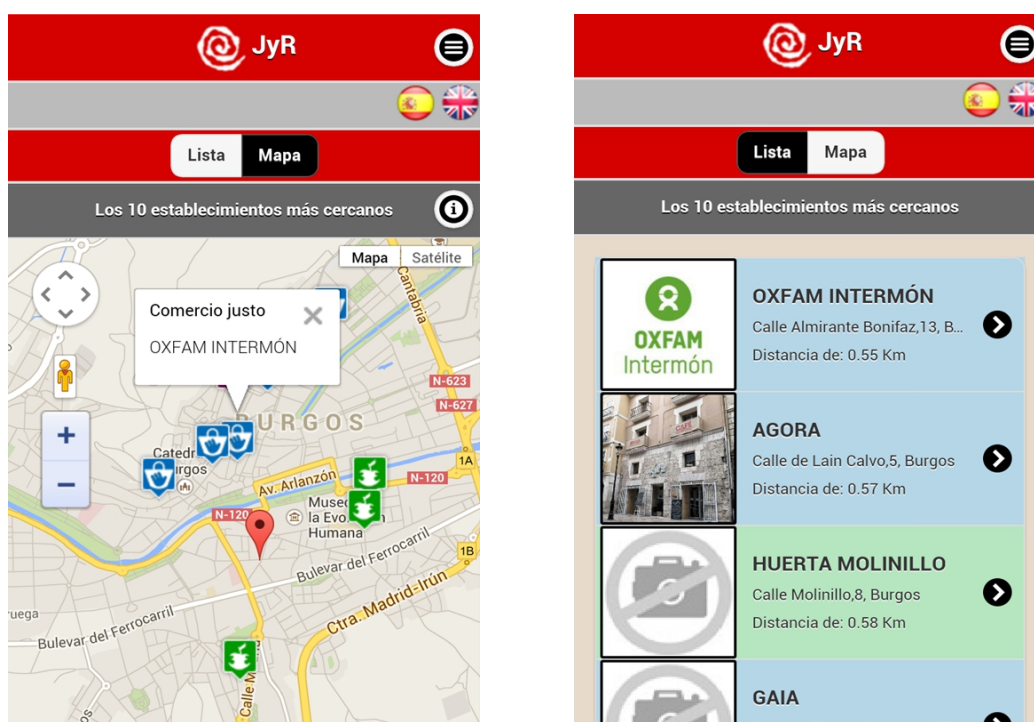 JyR
Lista Mapa
Los 10 establecimientos más cercanos
Mapa Satélite
Cantabria
Comercio justo
OXFAM INTERMÓN
N-623
N-627
BURGOS
1A
N-120
Av. Arlanzón
N-120
Museo
la Evo
Humana
1B
Bulevar del Ferrocarril
Ctra. Madrid-Irún
Bulevar del Ferrocarril
Calle M
JyR
Lista Mapa
Los 10 establecimientos más cercanos
OXFAM
Intermón
OXFAM INTERMÓN
Calle Almirante Bonifaz,13, B...
Distancia de: 0.55 Km
AGORA
Calle de Lain Calvo,5, Burgos
Distancia de: 0.57 Km
HUERTA MOLINILLO
Calle Molinillo,8, Burgos
Distancia de: 0.58 Km
GAIA